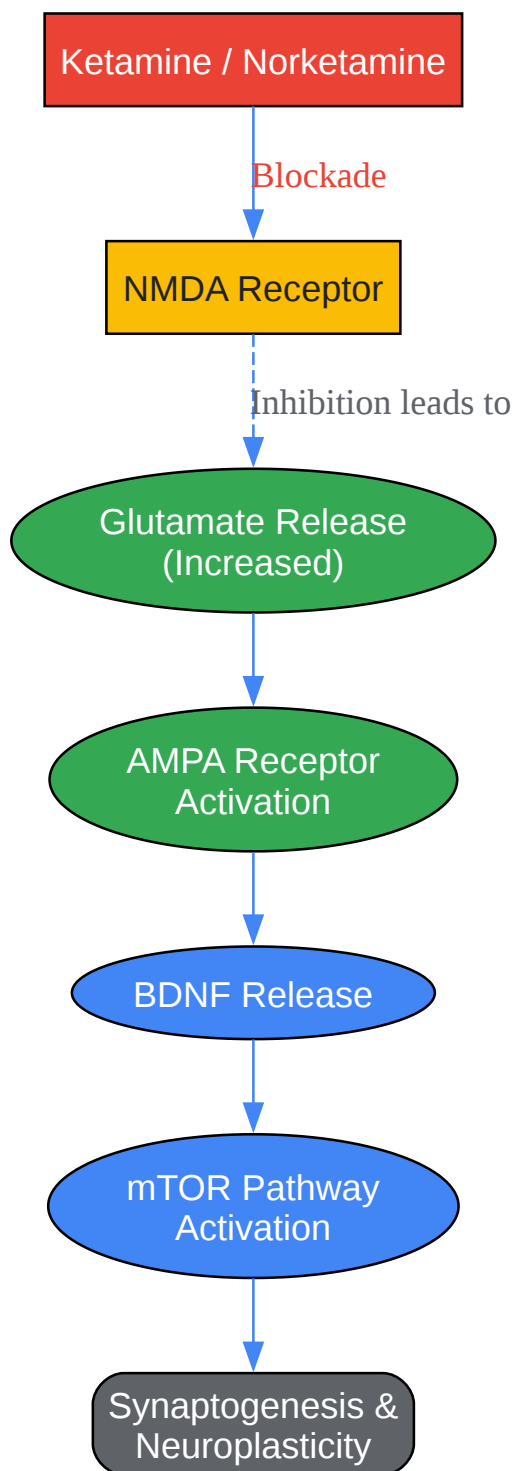 Ketamine / Norketamine
Blockade
NMDA Receptor
Inhibition leads to
Glutamate Release
(Increased)
AMPA Receptor
Activation
BDNF Release
mTOR Pathway
Activation
Synaptogenesis &
Neuroplasticity